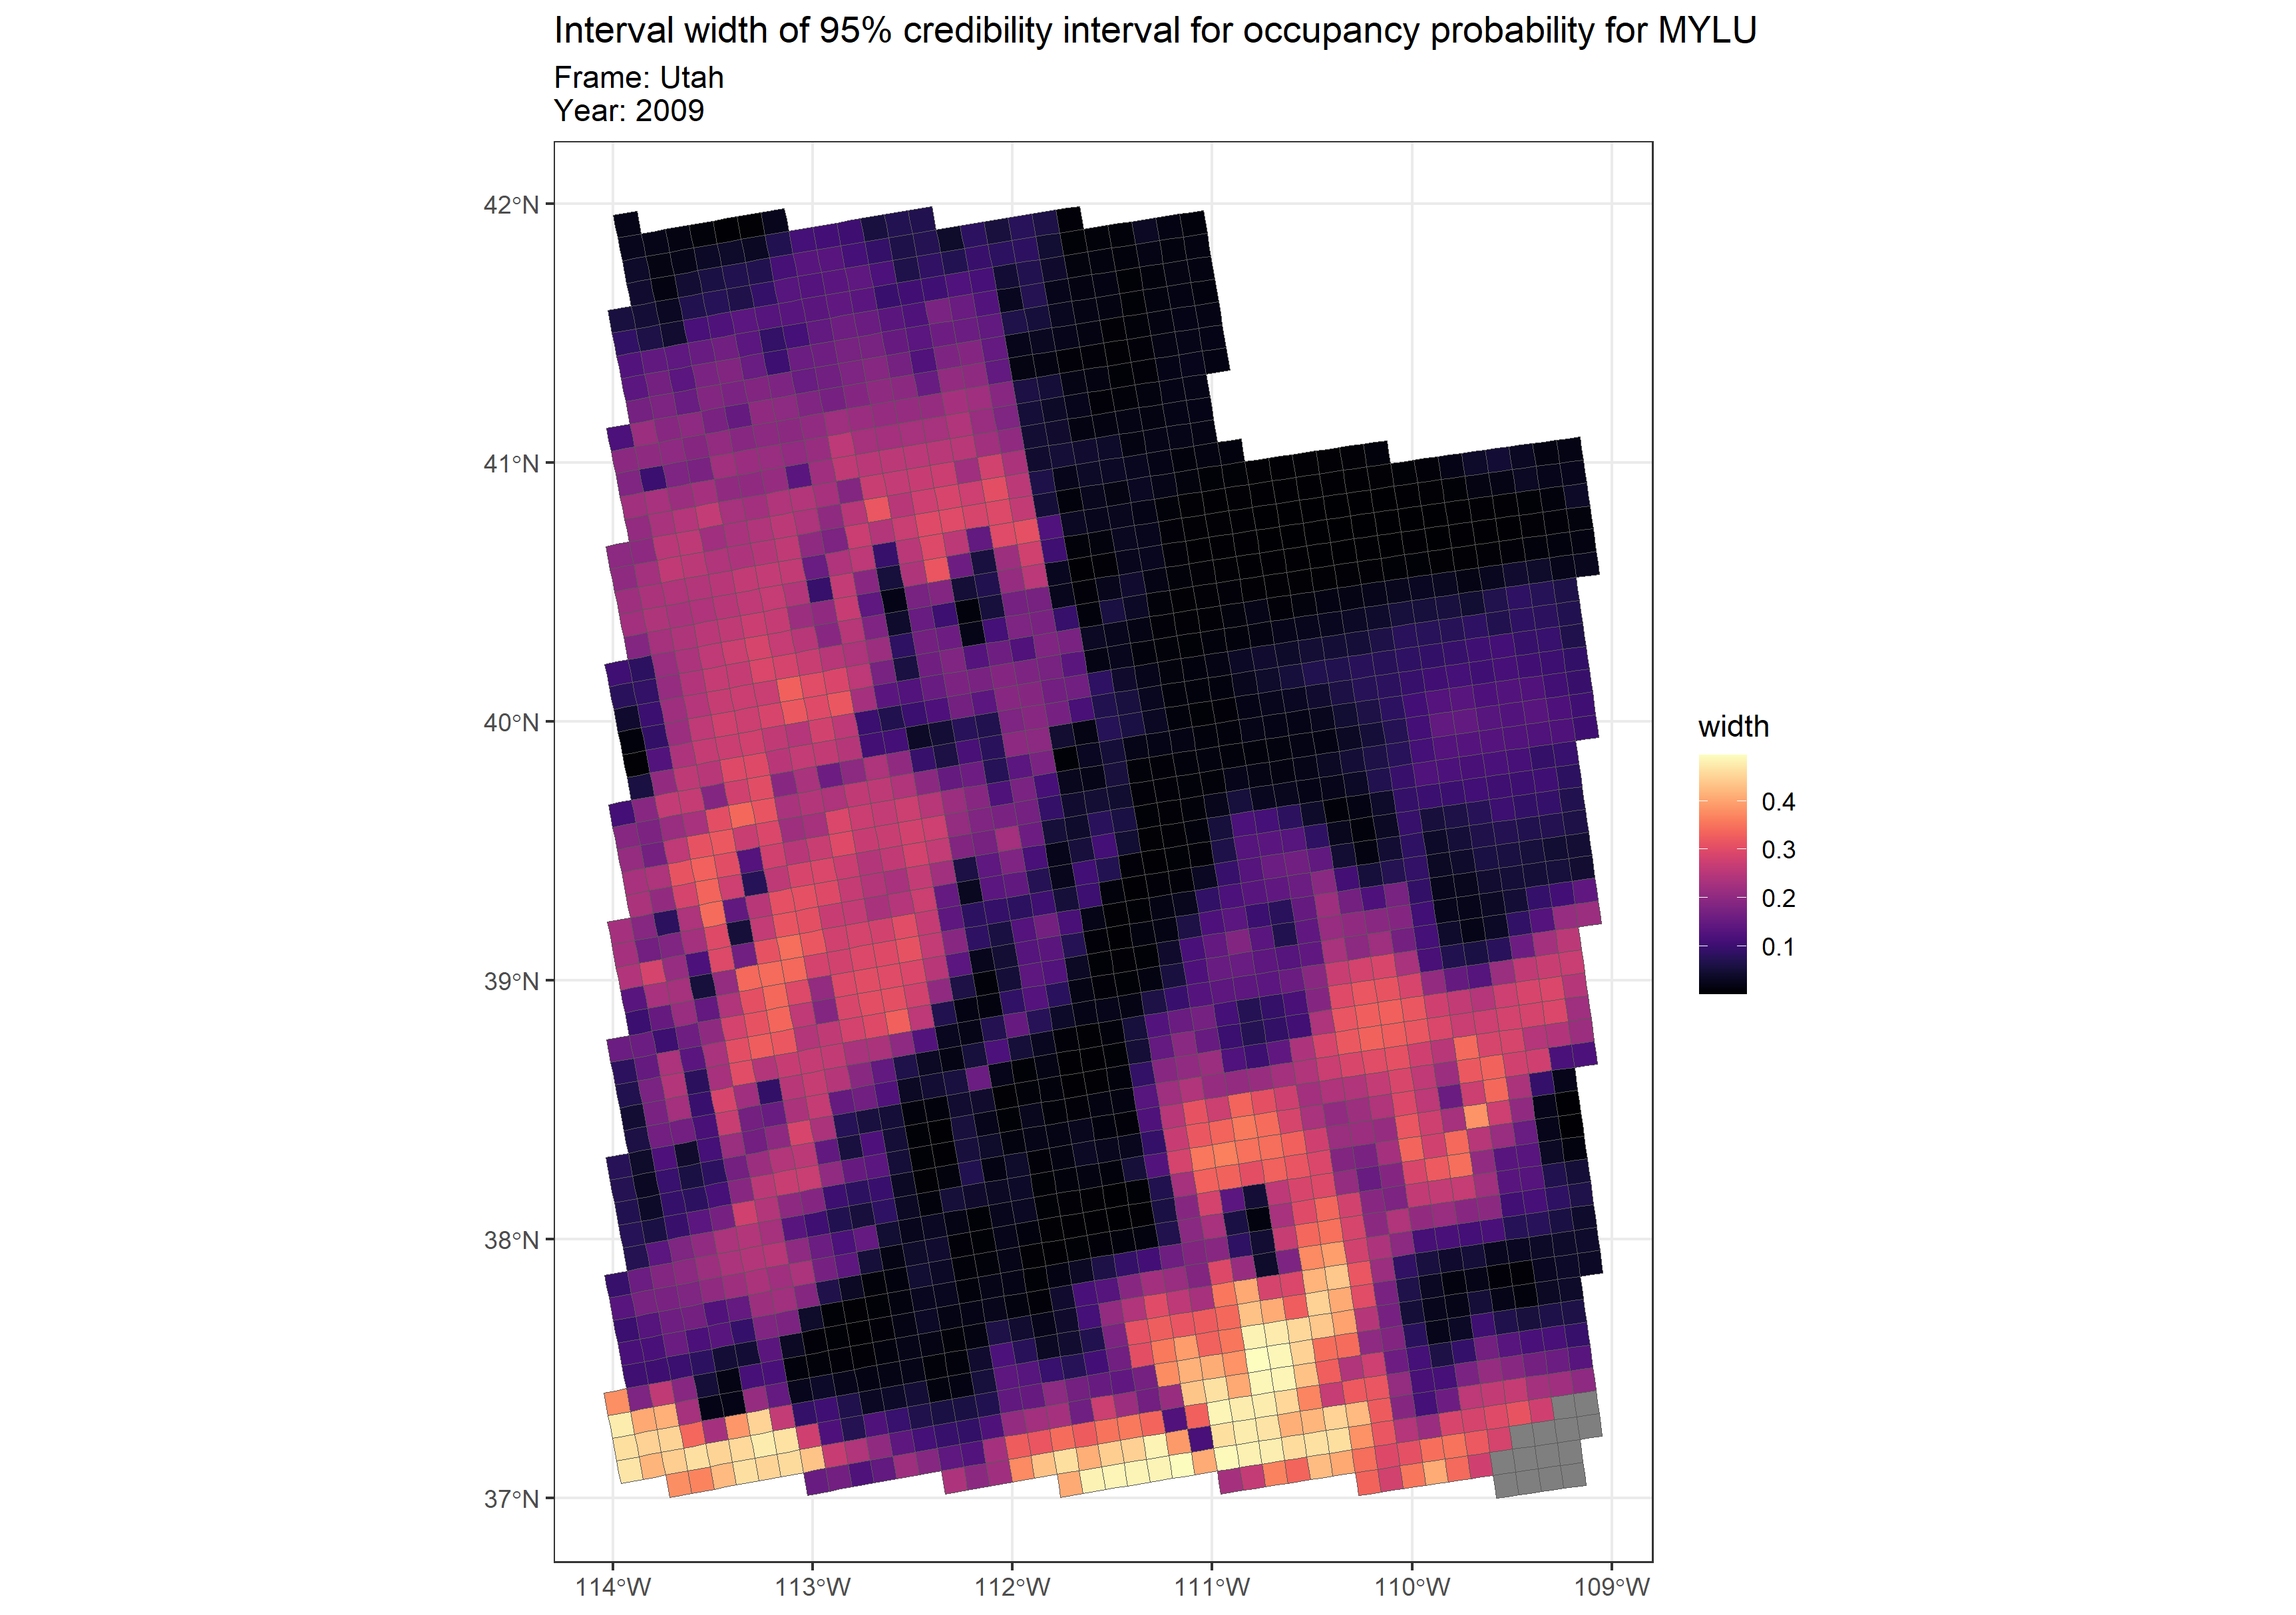 Interval width of 95% credibility interval for occupancy probability for MYLU
Frame: Utah
Year: 2009
42°N
41°N
40°N
39°N
38°N
37°N
114°W
113°W
112°W
111°W
110°W
109°W
width
0.4
0.3
0.2
0.1